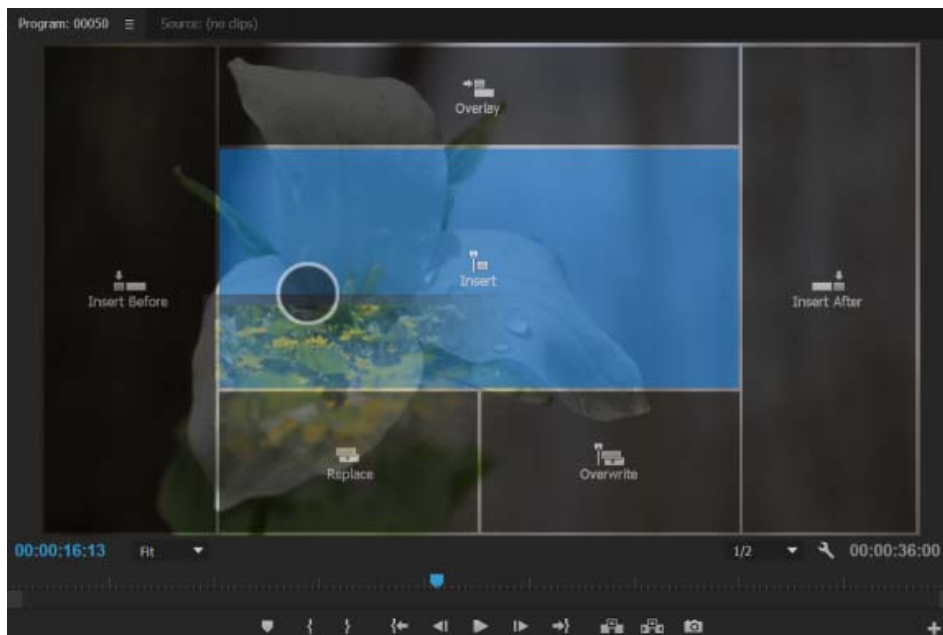 Program: 00050
Source: (no clips)
Overlay
Insert
Insert Before
Insert After
Replace
Overwrite
00:00:16:13
Fit
1/2
00:00:36:00